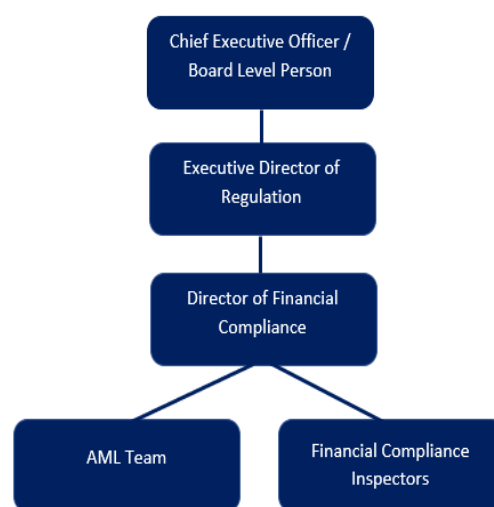 Chief Executive Officer /
Board Level Person
Executive Director of
Regulation
Director of Financial
Compliance
AML Team
Financial Compliance
Inspectors